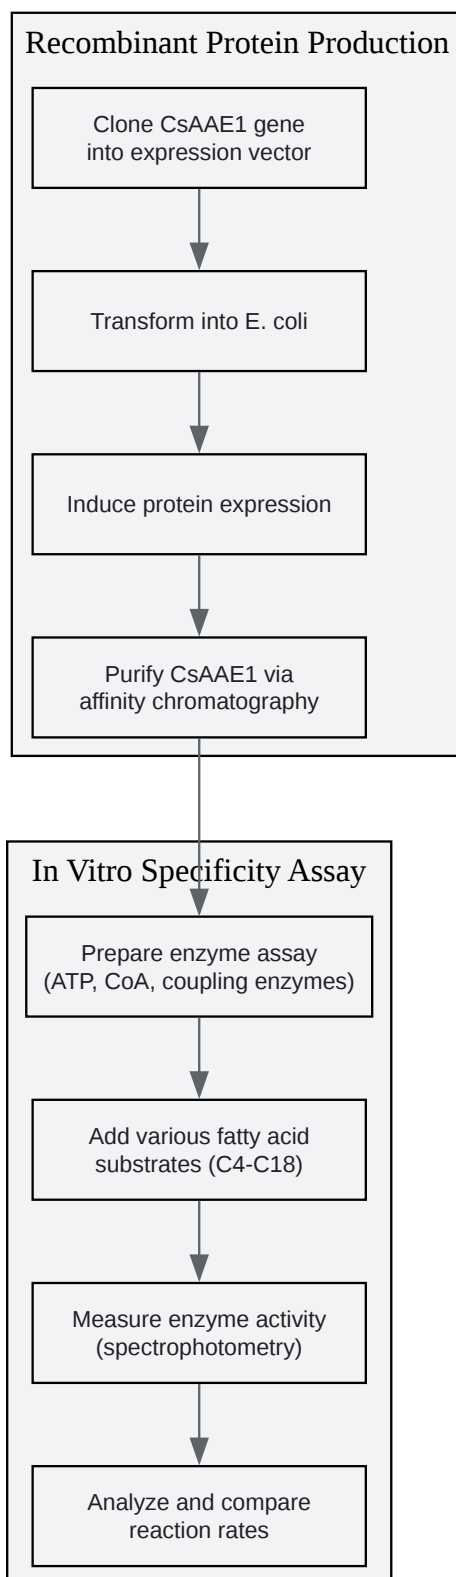 Recombinant Protein Production
Clone CsAAE1 gene
into expression vector
Transform into E. coli
Induce protein expression
Purify CsAAE1 via
affinity chromatography
In Vitro Specificity Assay
Prepare enzyme assay
(ATP, CoA, coupling enzymes)
Add various fatty acid
substrates (C4-C18)
Measure enzyme activity
(spectrophotometry)
Analyze and compare
reaction rates